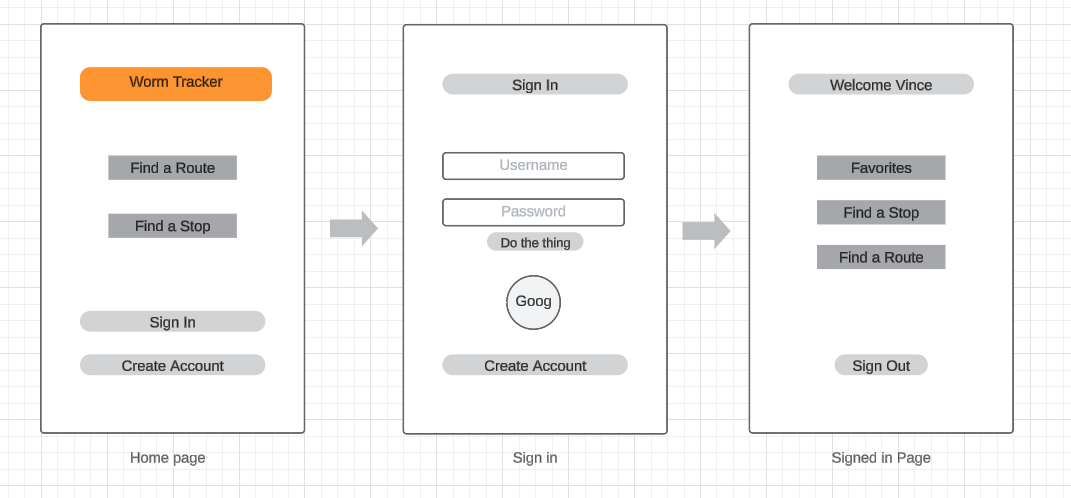 Worm Tracker
Find a Route
Find a Stop
Sign In
Create Account
Home page
Sign In
Username
Password
Do the thing
Goog
Create Account
Sign in
Welcome Vince
Favorites
Find a Stop
Find a Route
Sign Out
Signed in Page